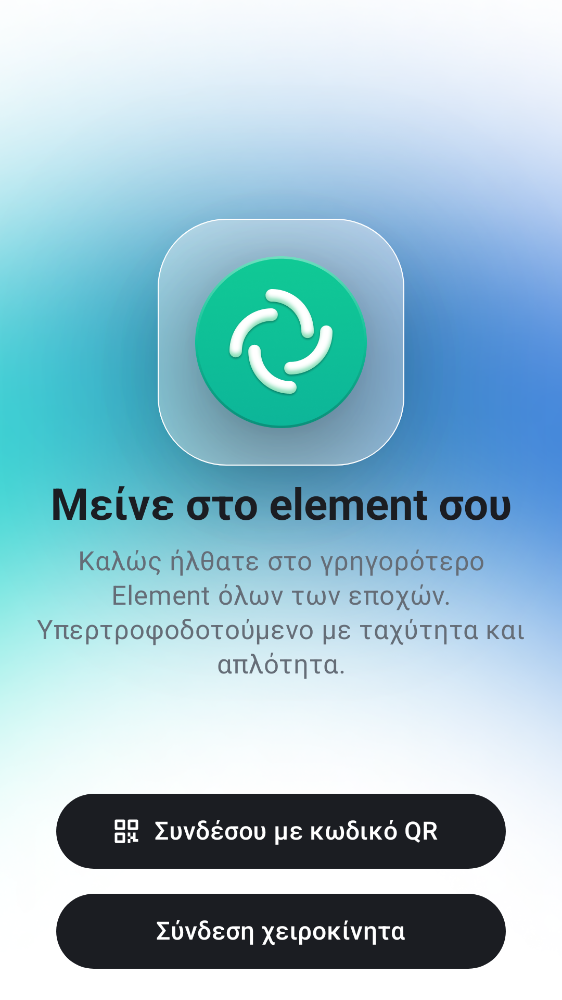 Μείνε στο element σου
Καλώς ήλθατε στο γρηγορότερο
Element όλων των εποχών.
Υπερτροφοδοτούμενο με ταχύτητα και
απλότητα.
Συνδέσου με κωδικό QR
Σύνδεση χειροκίνητα